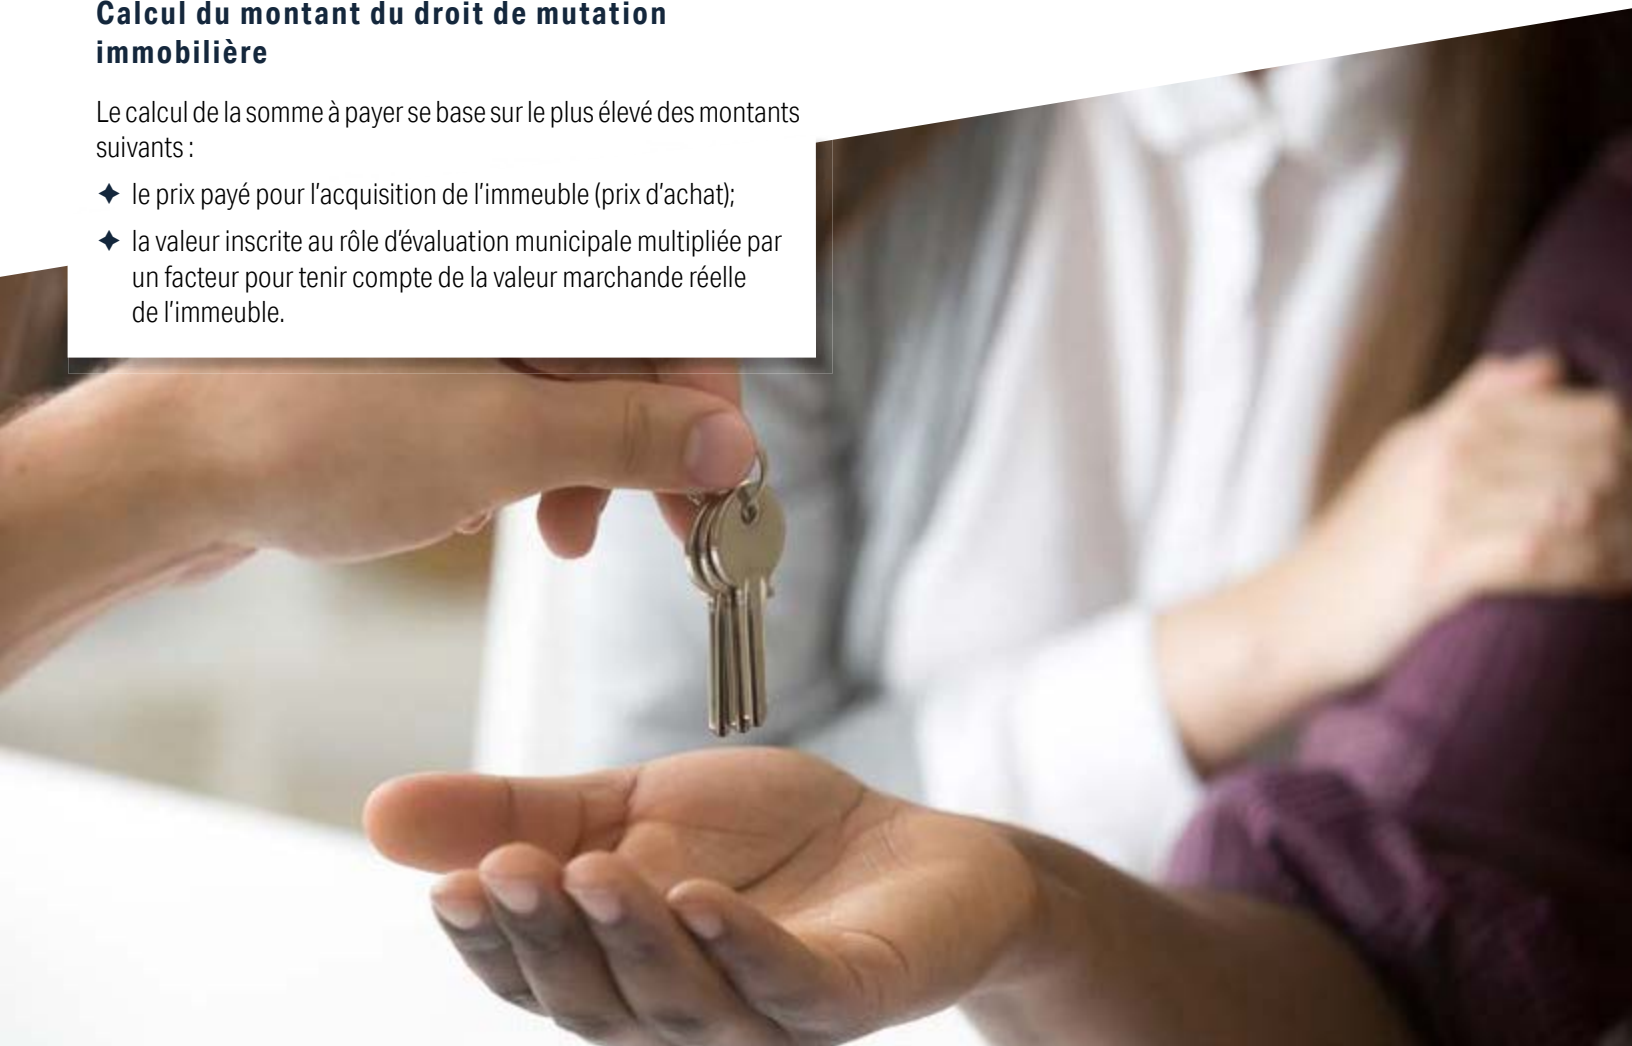 Calcul du montant du droit de mutation
immobilière
Le calcul de la somme à payer se base sur le plus élevé des montants
suivants :
le prix payé pour l’acquisition de l’immeuble (prix d’achat);
la valeur inscrite au rôle d’évaluation municipale multipliée par
un facteur pour tenir compte de la valeur marchande réelle
de l’immeuble.